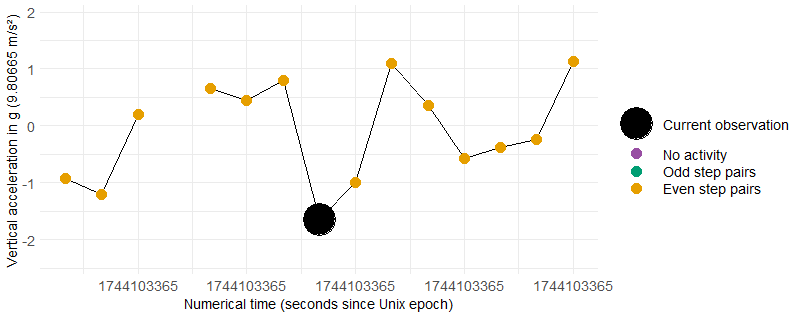 Vertical acceleration in g (9.80665 m/s²)
2
1
0
-1
-2
1744103365 1744103365 1744103365 1744103365 1744103365
Numerical time (seconds since Unix epoch)
Current observation
No activity
Odd step pairs
Even step pairs